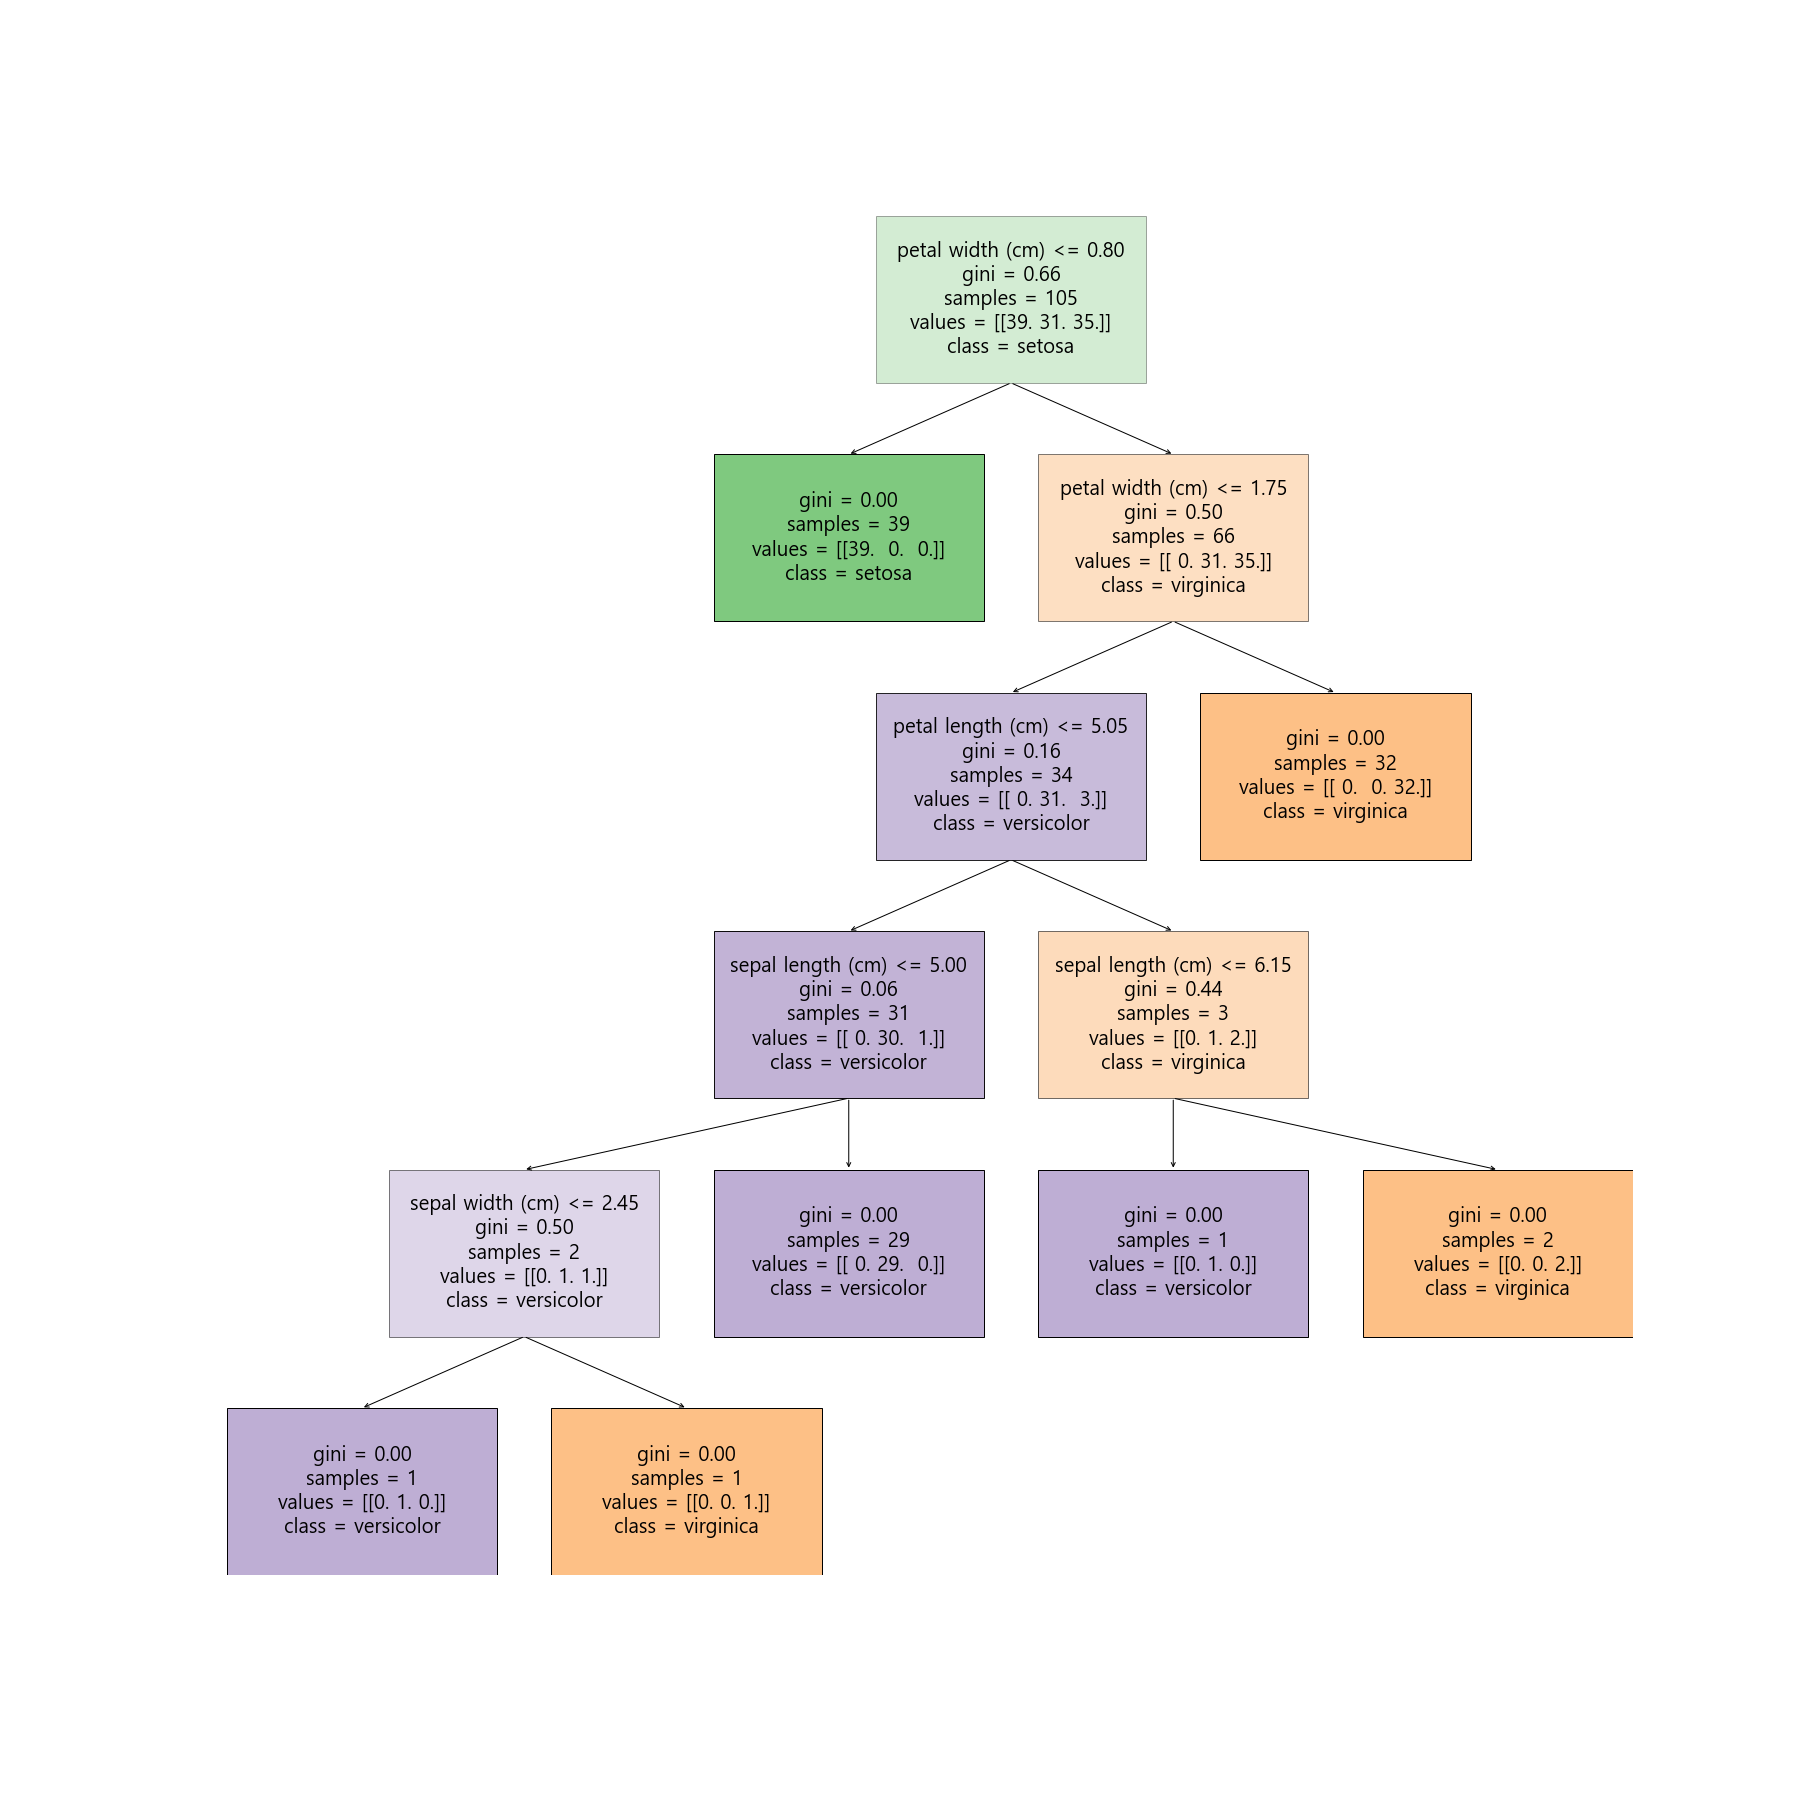 petal width (cm) <= 0.80
gini = 0.66
samples = 105
values = [[39. 31. 35.]]
class = setosa
gini = 0.00
samples = 39
values = [[39.  0.  0.]]
class = setosa
petal width (cm) <= 1.75
gini = 0.50
samples = 66
values = [[ 0. 31. 35.]]
class = virginica
petal length (cm) <= 5.05
gini = 0.16
samples = 34
values = [[ 0. 31.  3.]]
class = versicolor
gini = 0.00
samples = 32
values = [[ 0.  0. 32.]]
class = virginica
sepal length (cm) <= 5.00
gini = 0.06
samples = 31
values = [[ 0. 30.  1.]]
class = versicolor
sepal length (cm) <= 6.15
gini = 0.44
samples = 3
values = [[0. 1. 2.]]
class = virginica
sepal width (cm) <= 2.45
gini = 0.50
samples = 2
values = [[0. 1. 1.]]
class = versicolor
gini = 0.00
samples = 29
values = [[ 0. 29.  0.]]
class = versicolor
gini = 0.00
samples = 1
values = [[0. 1. 0.]]
class = versicolor
gini = 0.00
samples = 2
values = [[0. 0. 2.]]
class = virginica
gini = 0.00
samples = 1
values = [[0. 1. 0.]]
class = versicolor
gini = 0.00
samples = 1
values = [[0. 0. 1.]]
class = virginica